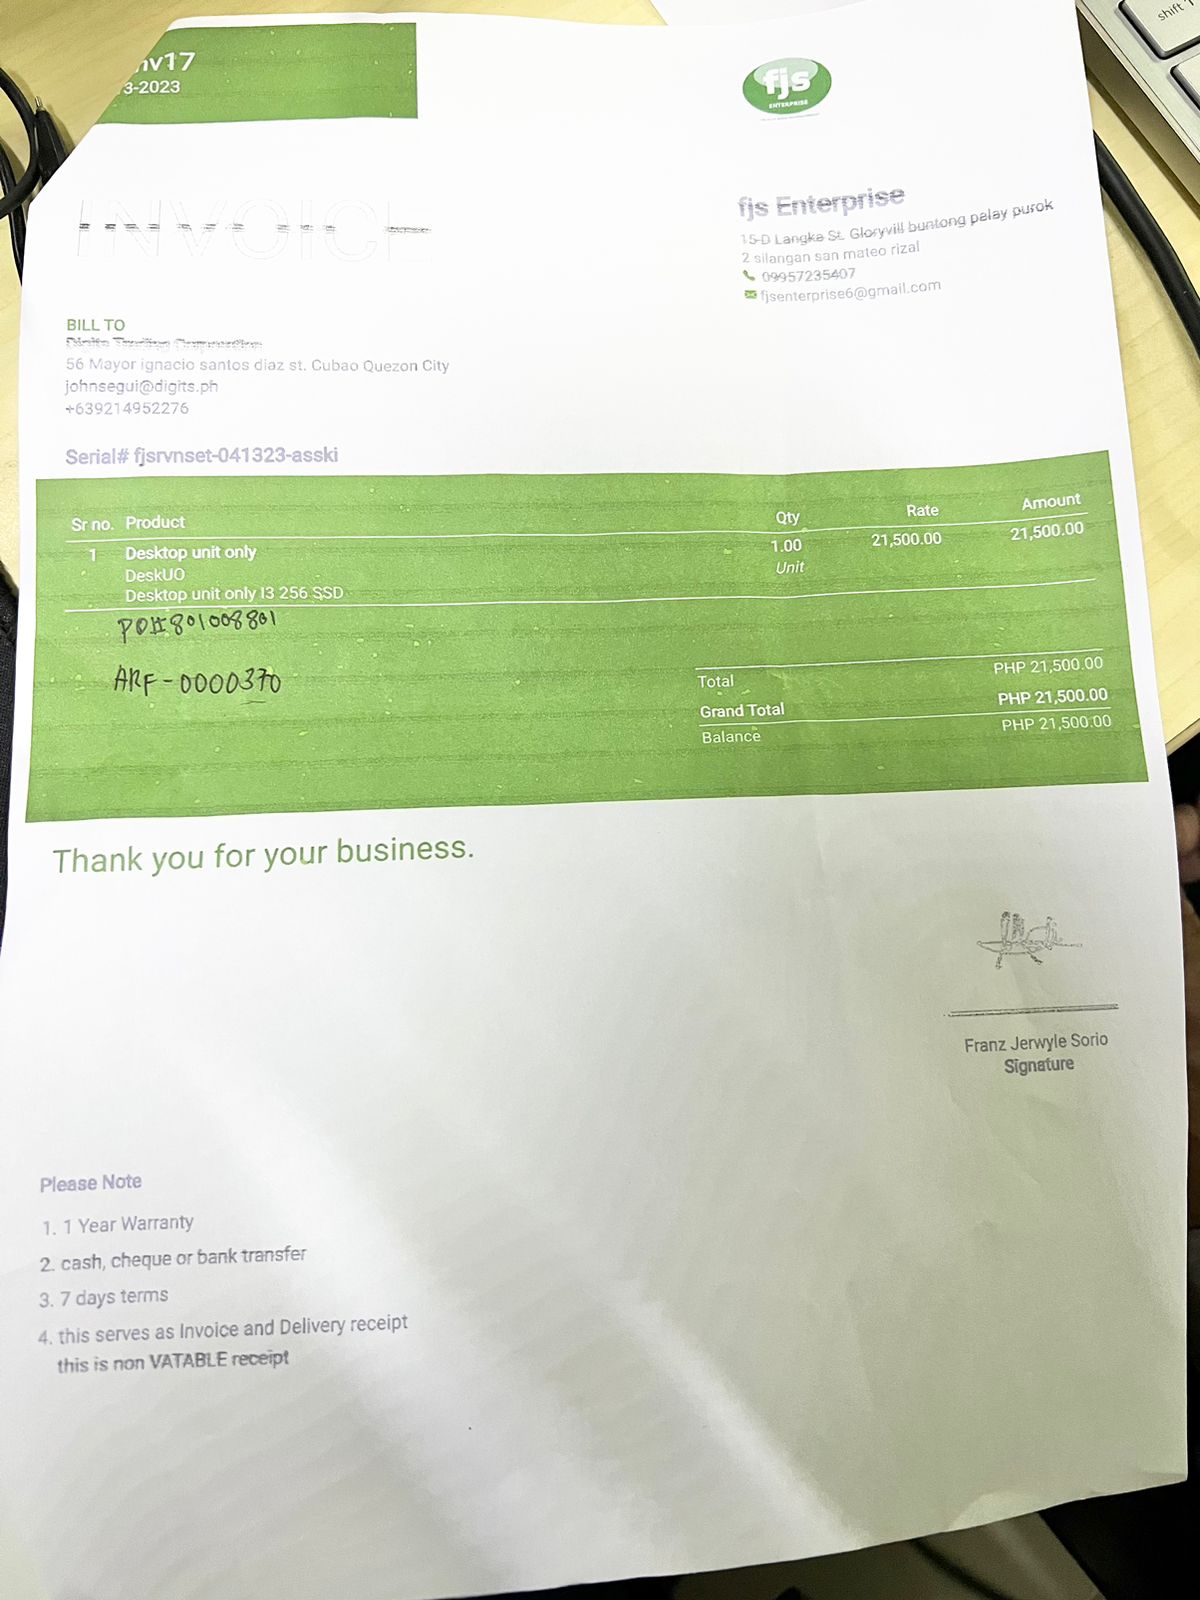 nv17
3-2023
fjs
ENTERPRISE
INVOICE
fjs Enterprise
15-D Langka St. Gloryvill buntong palay purok
2 silangan san mateo rizal
09957235407
fjsenterprise6@gmail.com
BILL TO
Digits Trading Corporation
56 Mayor ignacio santos diaz st. Cubao Quezon City
johnsegui@digits.ph
+639214952276
Serial# fjsrvnset-041323-asski
Sr no. Product Qty Rate Amount
1 Desktop unit only 1.00 21,500.00 21,500.00
DeskUO Unit
Desktop unit only I3 256 SSD
PO#801008801
ARF-0000370
Total PHP 21,500.00
Grand Total PHP 21,500.00
Balance PHP 21,500.00
Thank you for your business.
Franz Jerwyle Sorio
Signature
Please Note
1. 1 Year Warranty
2. cash, cheque or bank transfer
3. 7 days terms
4. this serves as Invoice and Delivery receipt
this is non VATABLE receipt
shift